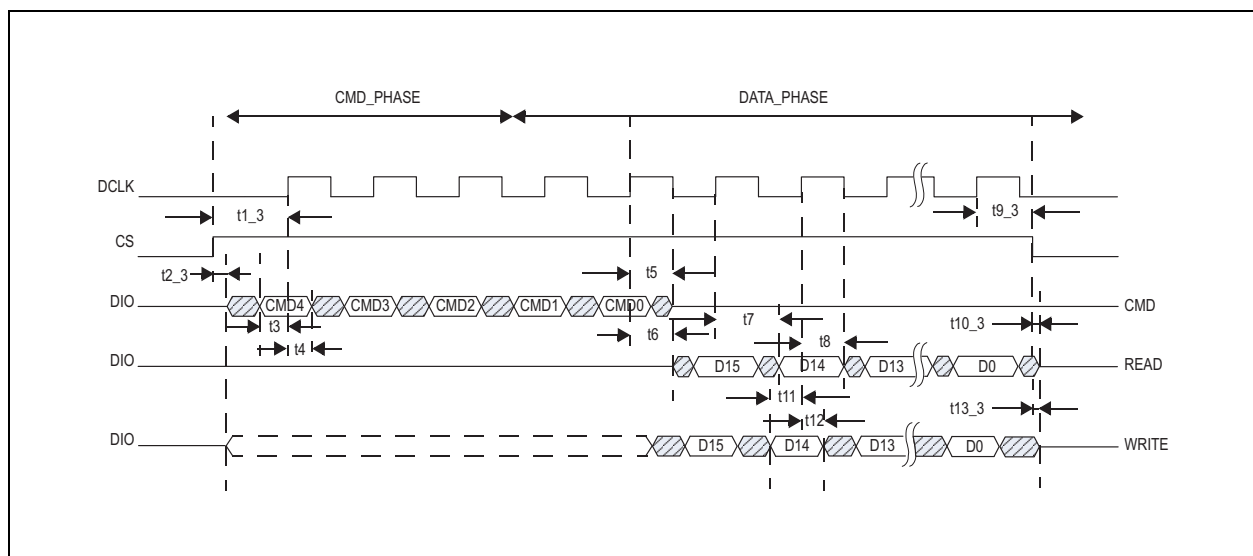 CMD_PHASE DATA_PHASE
DCLK
t1_3 t9_3
CS
t2_3 t5
DIO CMD4 CMD3 CMD2 CMD1 CMD0 CMD
t3 t6 t7 t10_3
t4 t8
DIO D15 D14 D13 D0 READ
t11 t13_3
t12
DIO D15 D14 D13 D0 WRITE